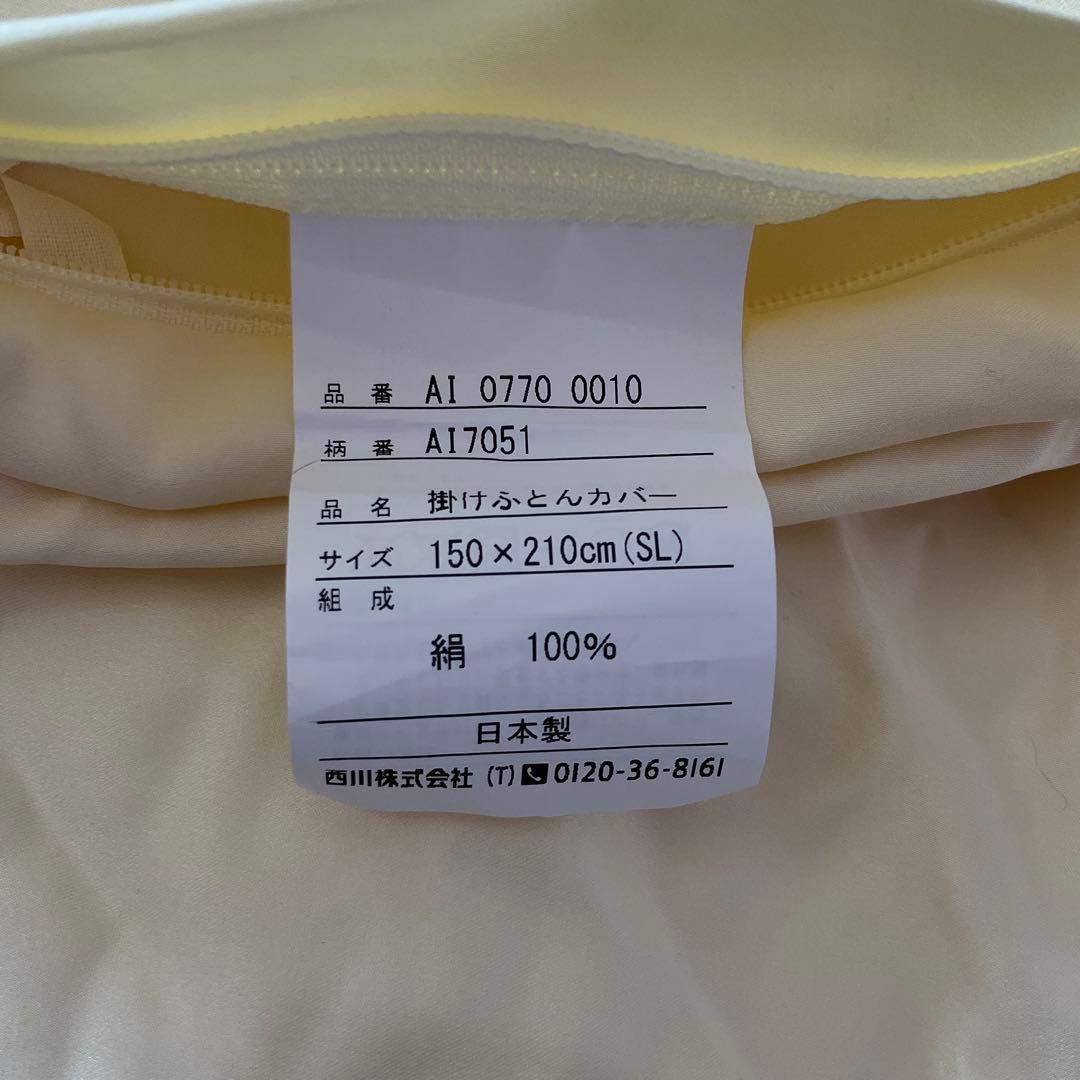 品 番 AI 0770 0010
柄 番 AI7051
品 名 掛けふとんカバー
サイズ 150×210cm(SL)
組 成
絹 100%
日本製
西川株式会社 (T) 0120-36-8161